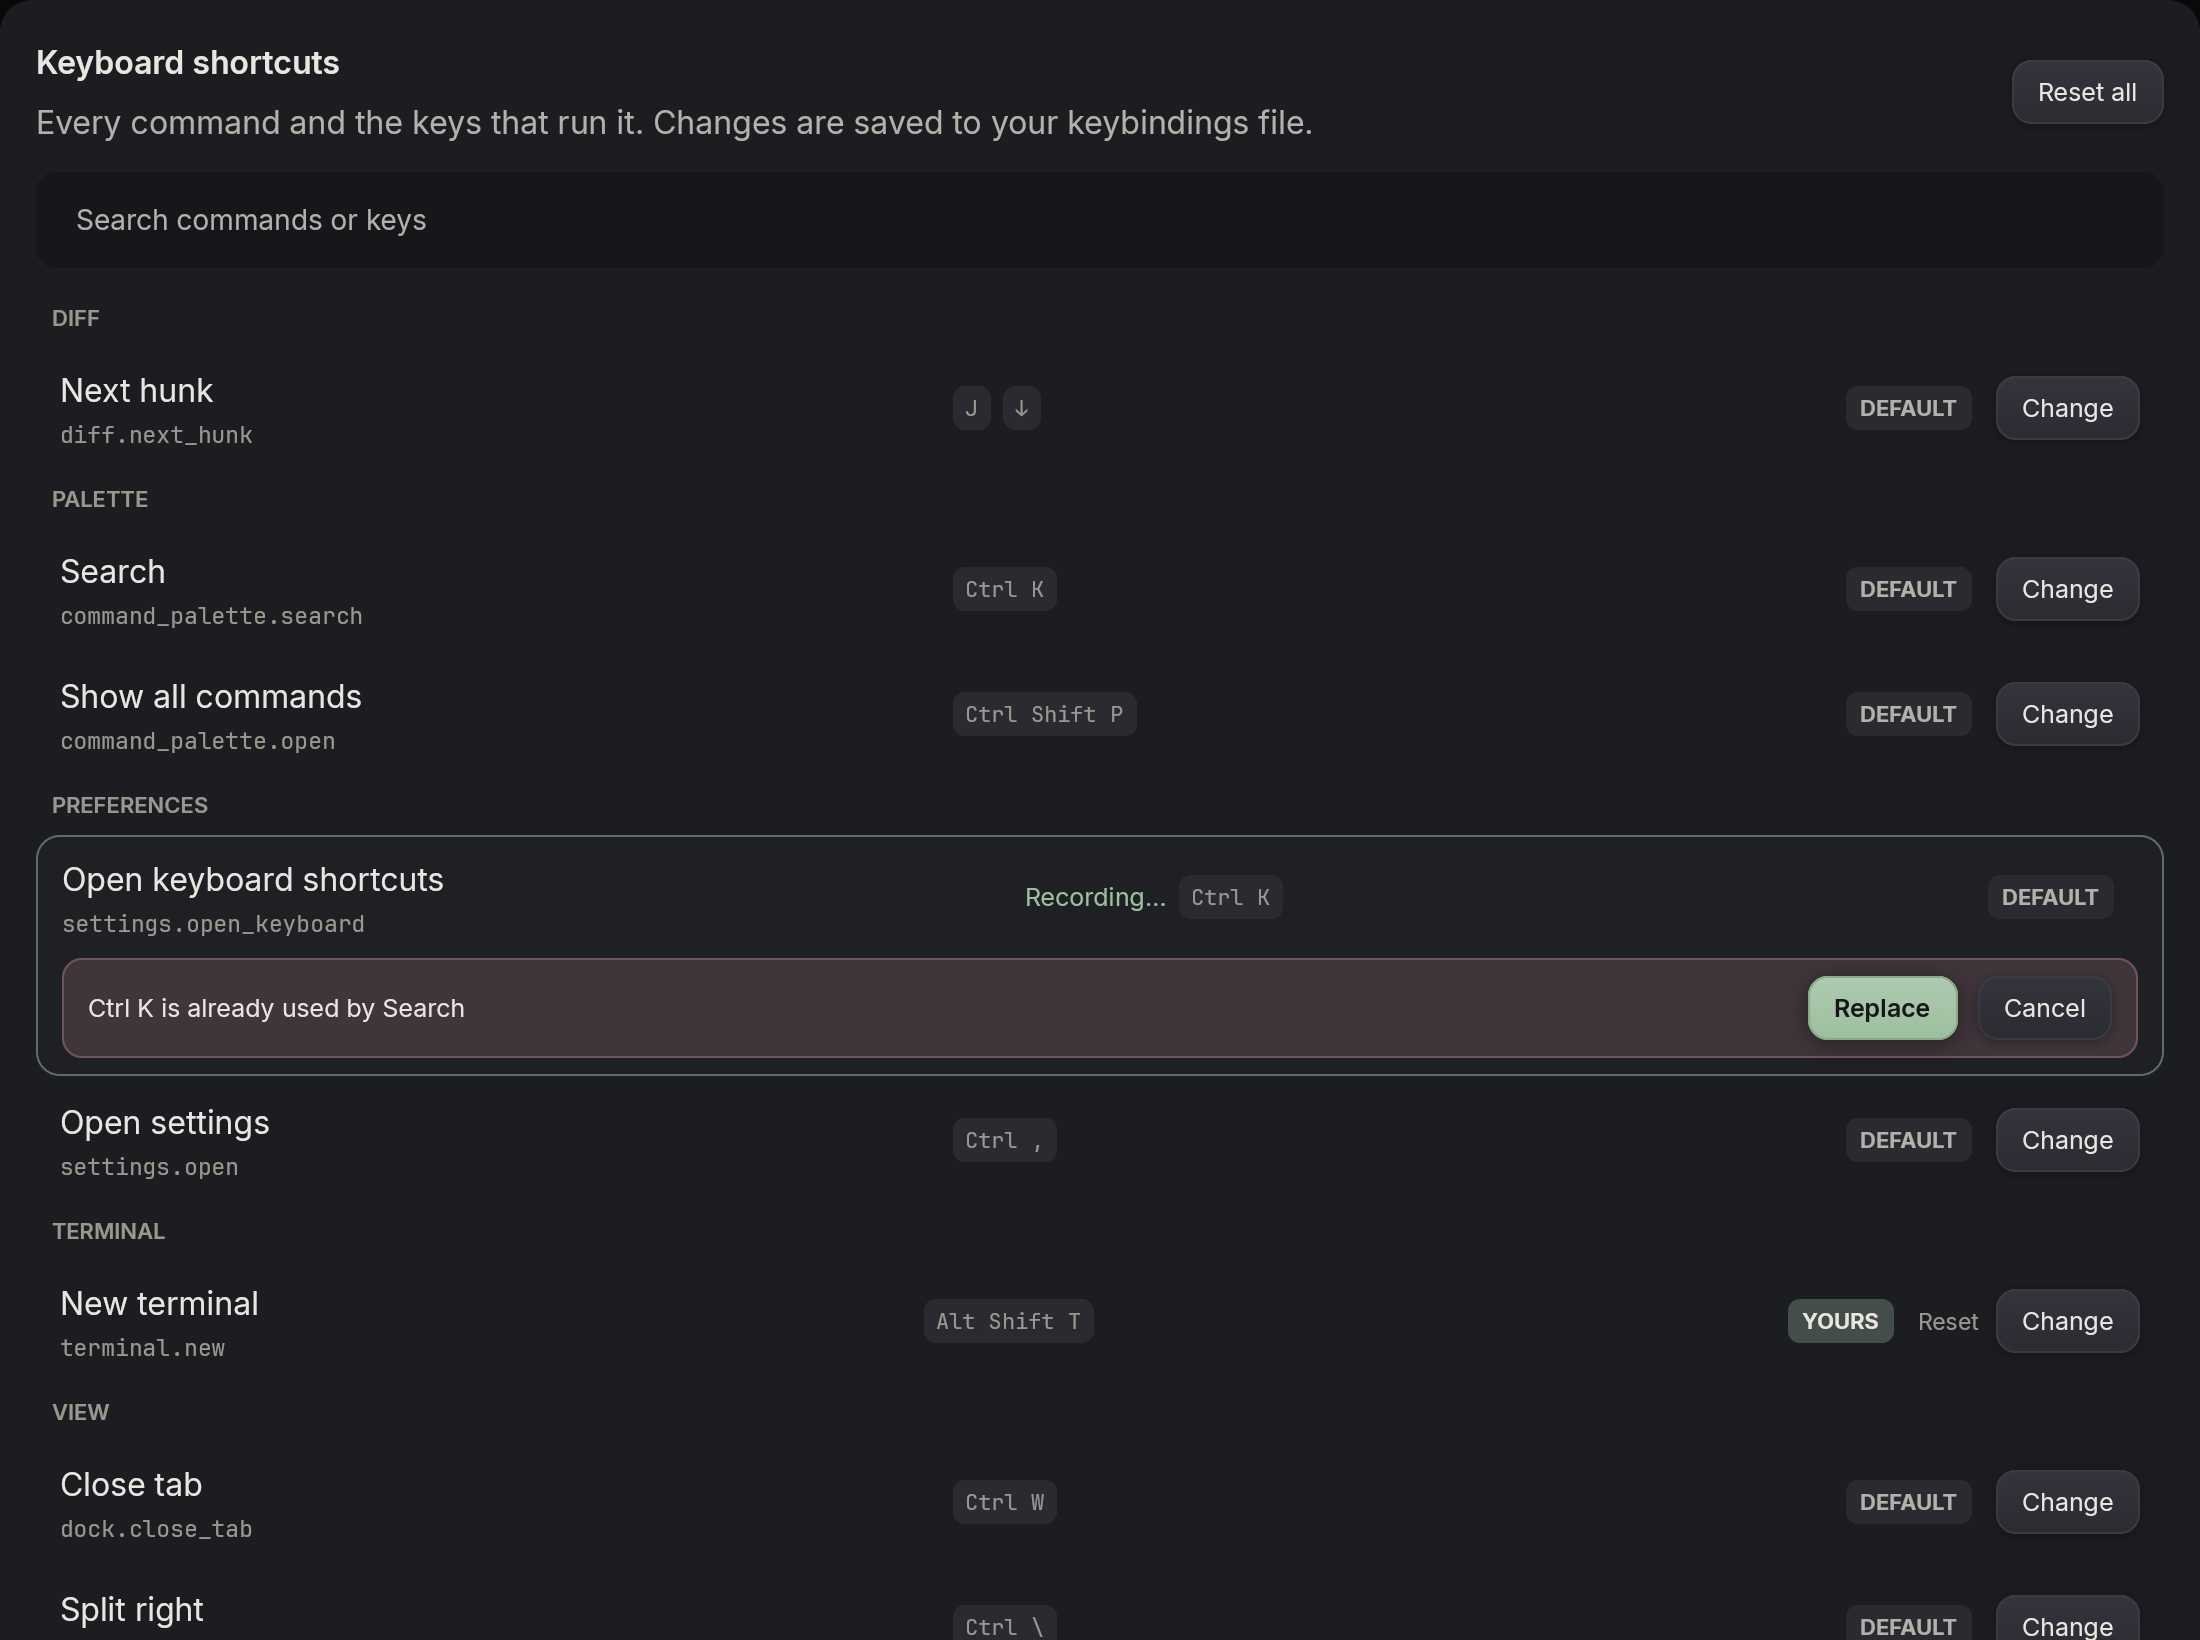 Keyboard shortcuts
Every command and the keys that run it. Changes are saved to your keybindings file.
Reset all
Search commands or keys
DIFF
Next hunk
diff.next_hunk
J ↓
DEFAULT
Change
PALETTE
Search
command_palette.search
Ctrl K
DEFAULT
Change
Show all commands
command_palette.open
Ctrl Shift P
DEFAULT
Change
PREFERENCES
Open keyboard shortcuts
settings.open_keyboard
Recording... Ctrl K
DEFAULT
Ctrl K is already used by Search
Replace
Cancel
Open settings
settings.open
Ctrl ,
DEFAULT
Change
TERMINAL
New terminal
terminal.new
Alt Shift T
YOURS
Reset
Change
VIEW
Close tab
dock.close_tab
Ctrl W
DEFAULT
Change
Split right
Ctrl \
DEFAULT
Change